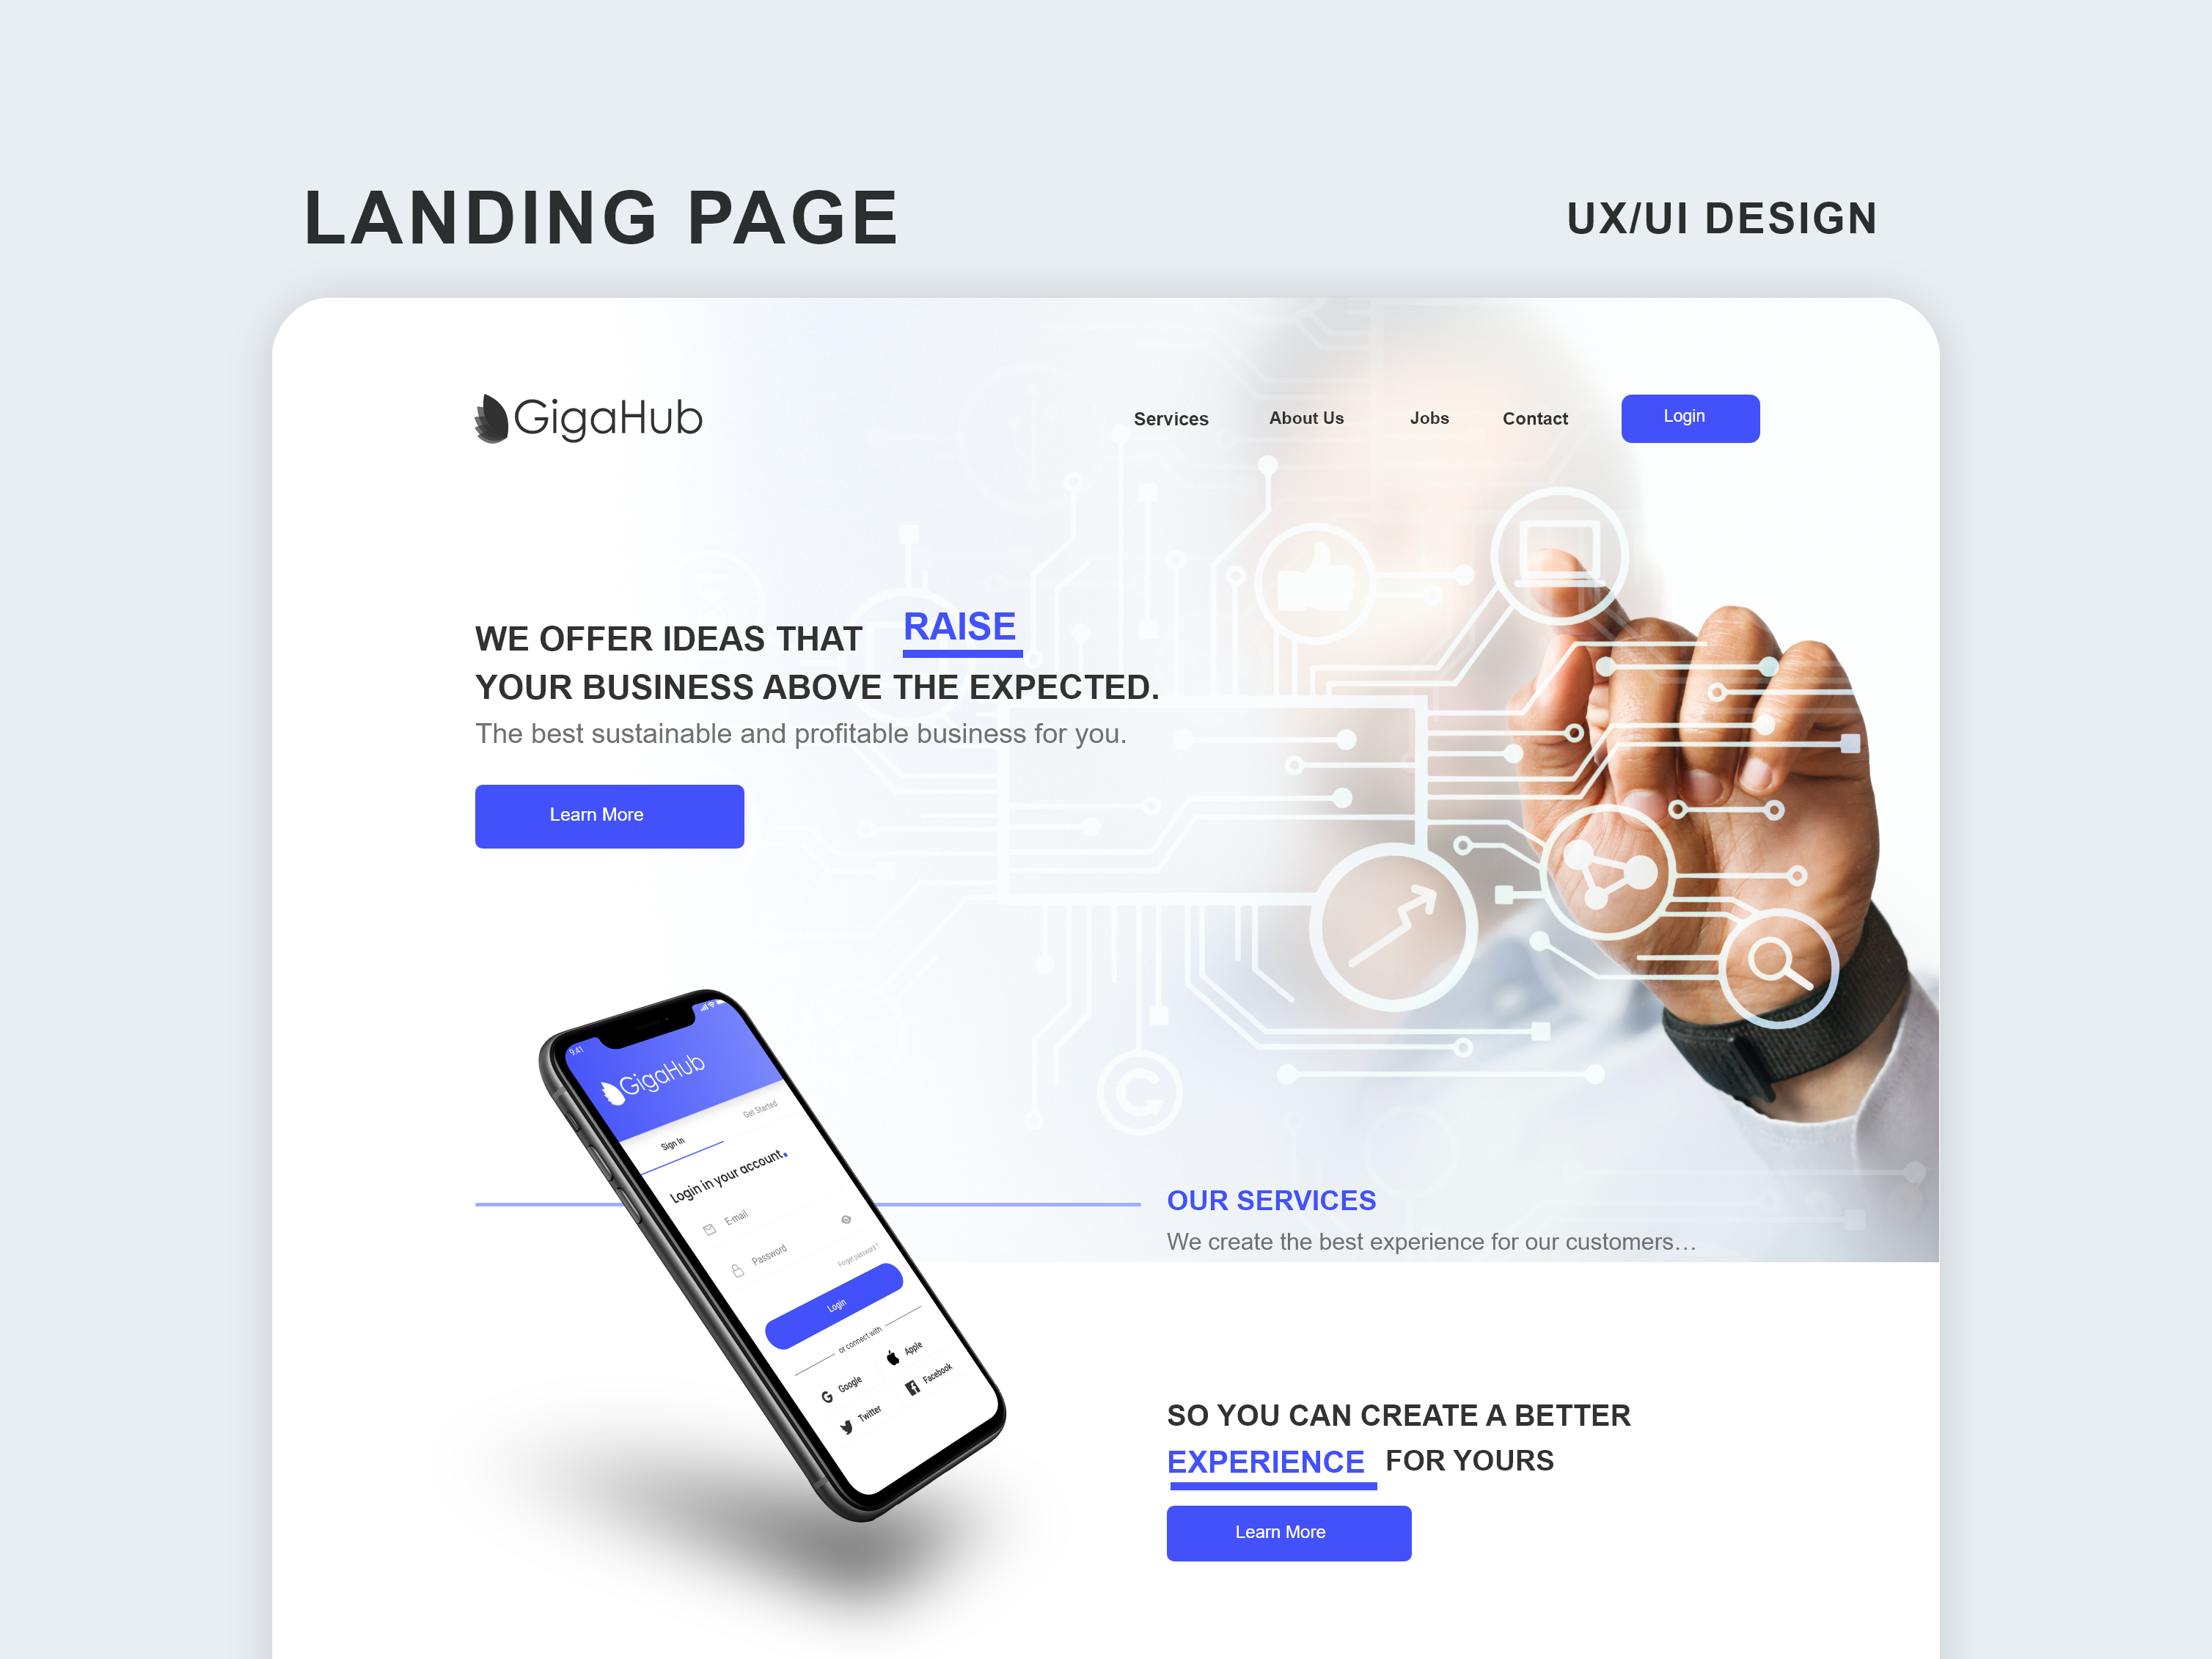 LANDING PAGE
UX/UI DESIGN
GigaHub
Services
About Us
Jobs
Contact
Login
WE OFFER IDEAS THAT RAISE
YOUR BUSINESS ABOVE THE EXPECTED.
The best sustainable and profitable business for you.
Learn More
9:41
GigaHub
Sign In
Get Started
Login in your account.
E-mail
Password
Forget password ?
Login
or connect with
Google
Apple
Twitter
Facebook
OUR SERVICES
We create the best experience for our customers…
SO YOU CAN CREATE A BETTER
EXPERIENCE FOR YOURS
Learn More